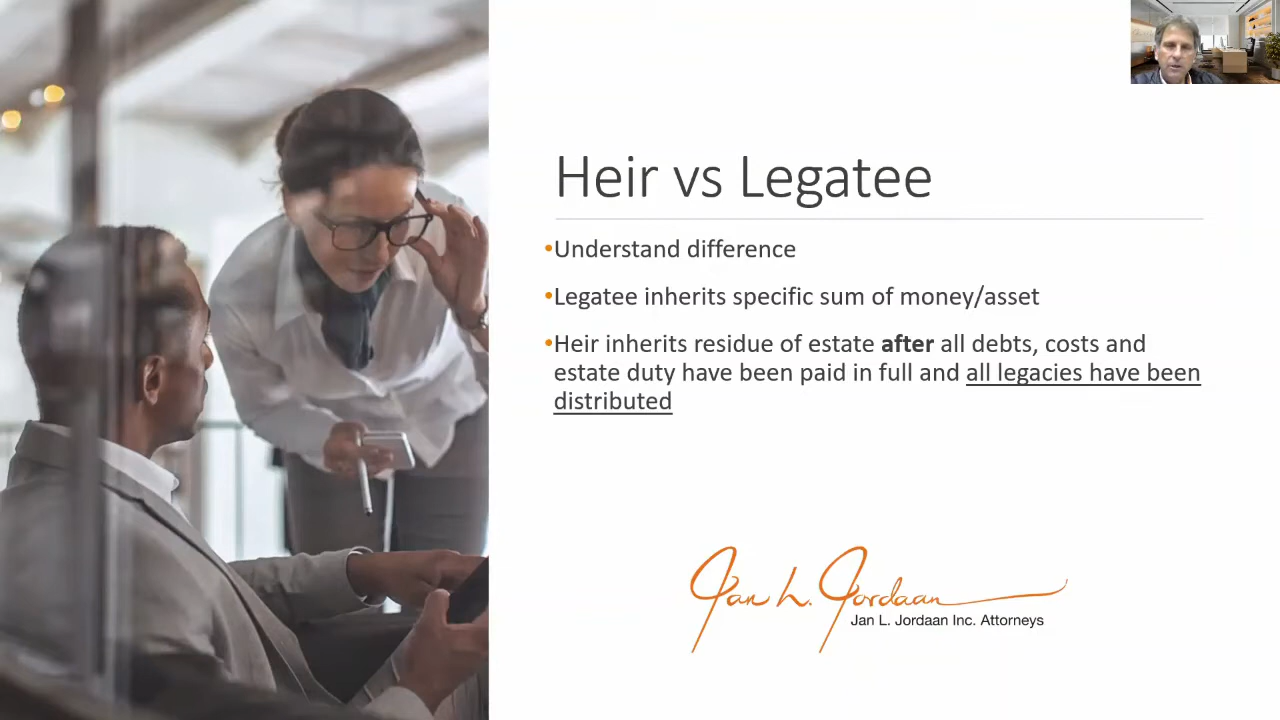 Heir vs Legatee
•Understand difference
•Legatee inherits specific sum of money/asset
•Heir inherits residue of estate after all debts, costs and
estate duty have been paid in full and all legacies have been
distributed
Jan L. Jordaan
Jan L. Jordaan Inc. Attorneys